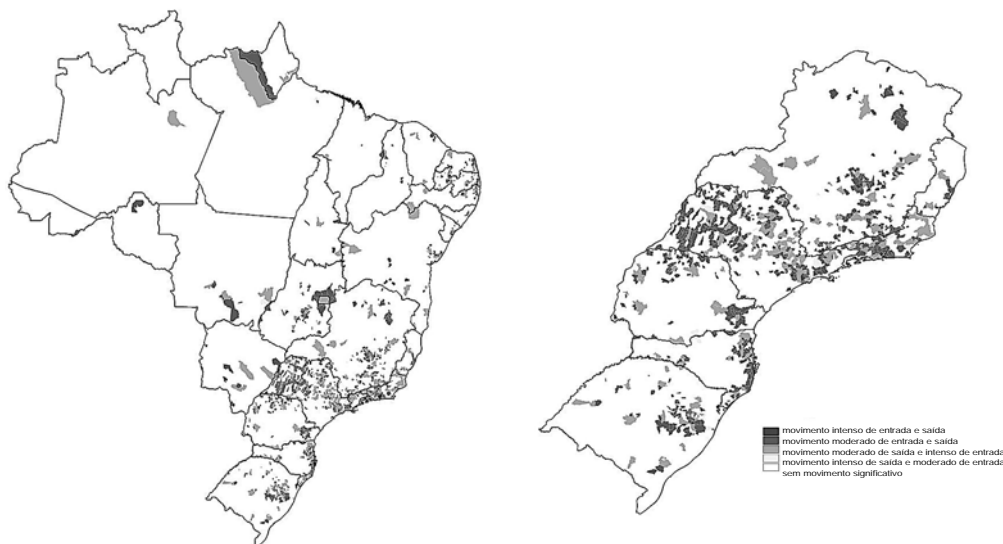 movimento intenso de entrada e saída
movimento moderado de entrada e saída
movimento moderado de saída e intenso de entrada
movimento intenso de saída e moderado de entrada
sem movimento significativo